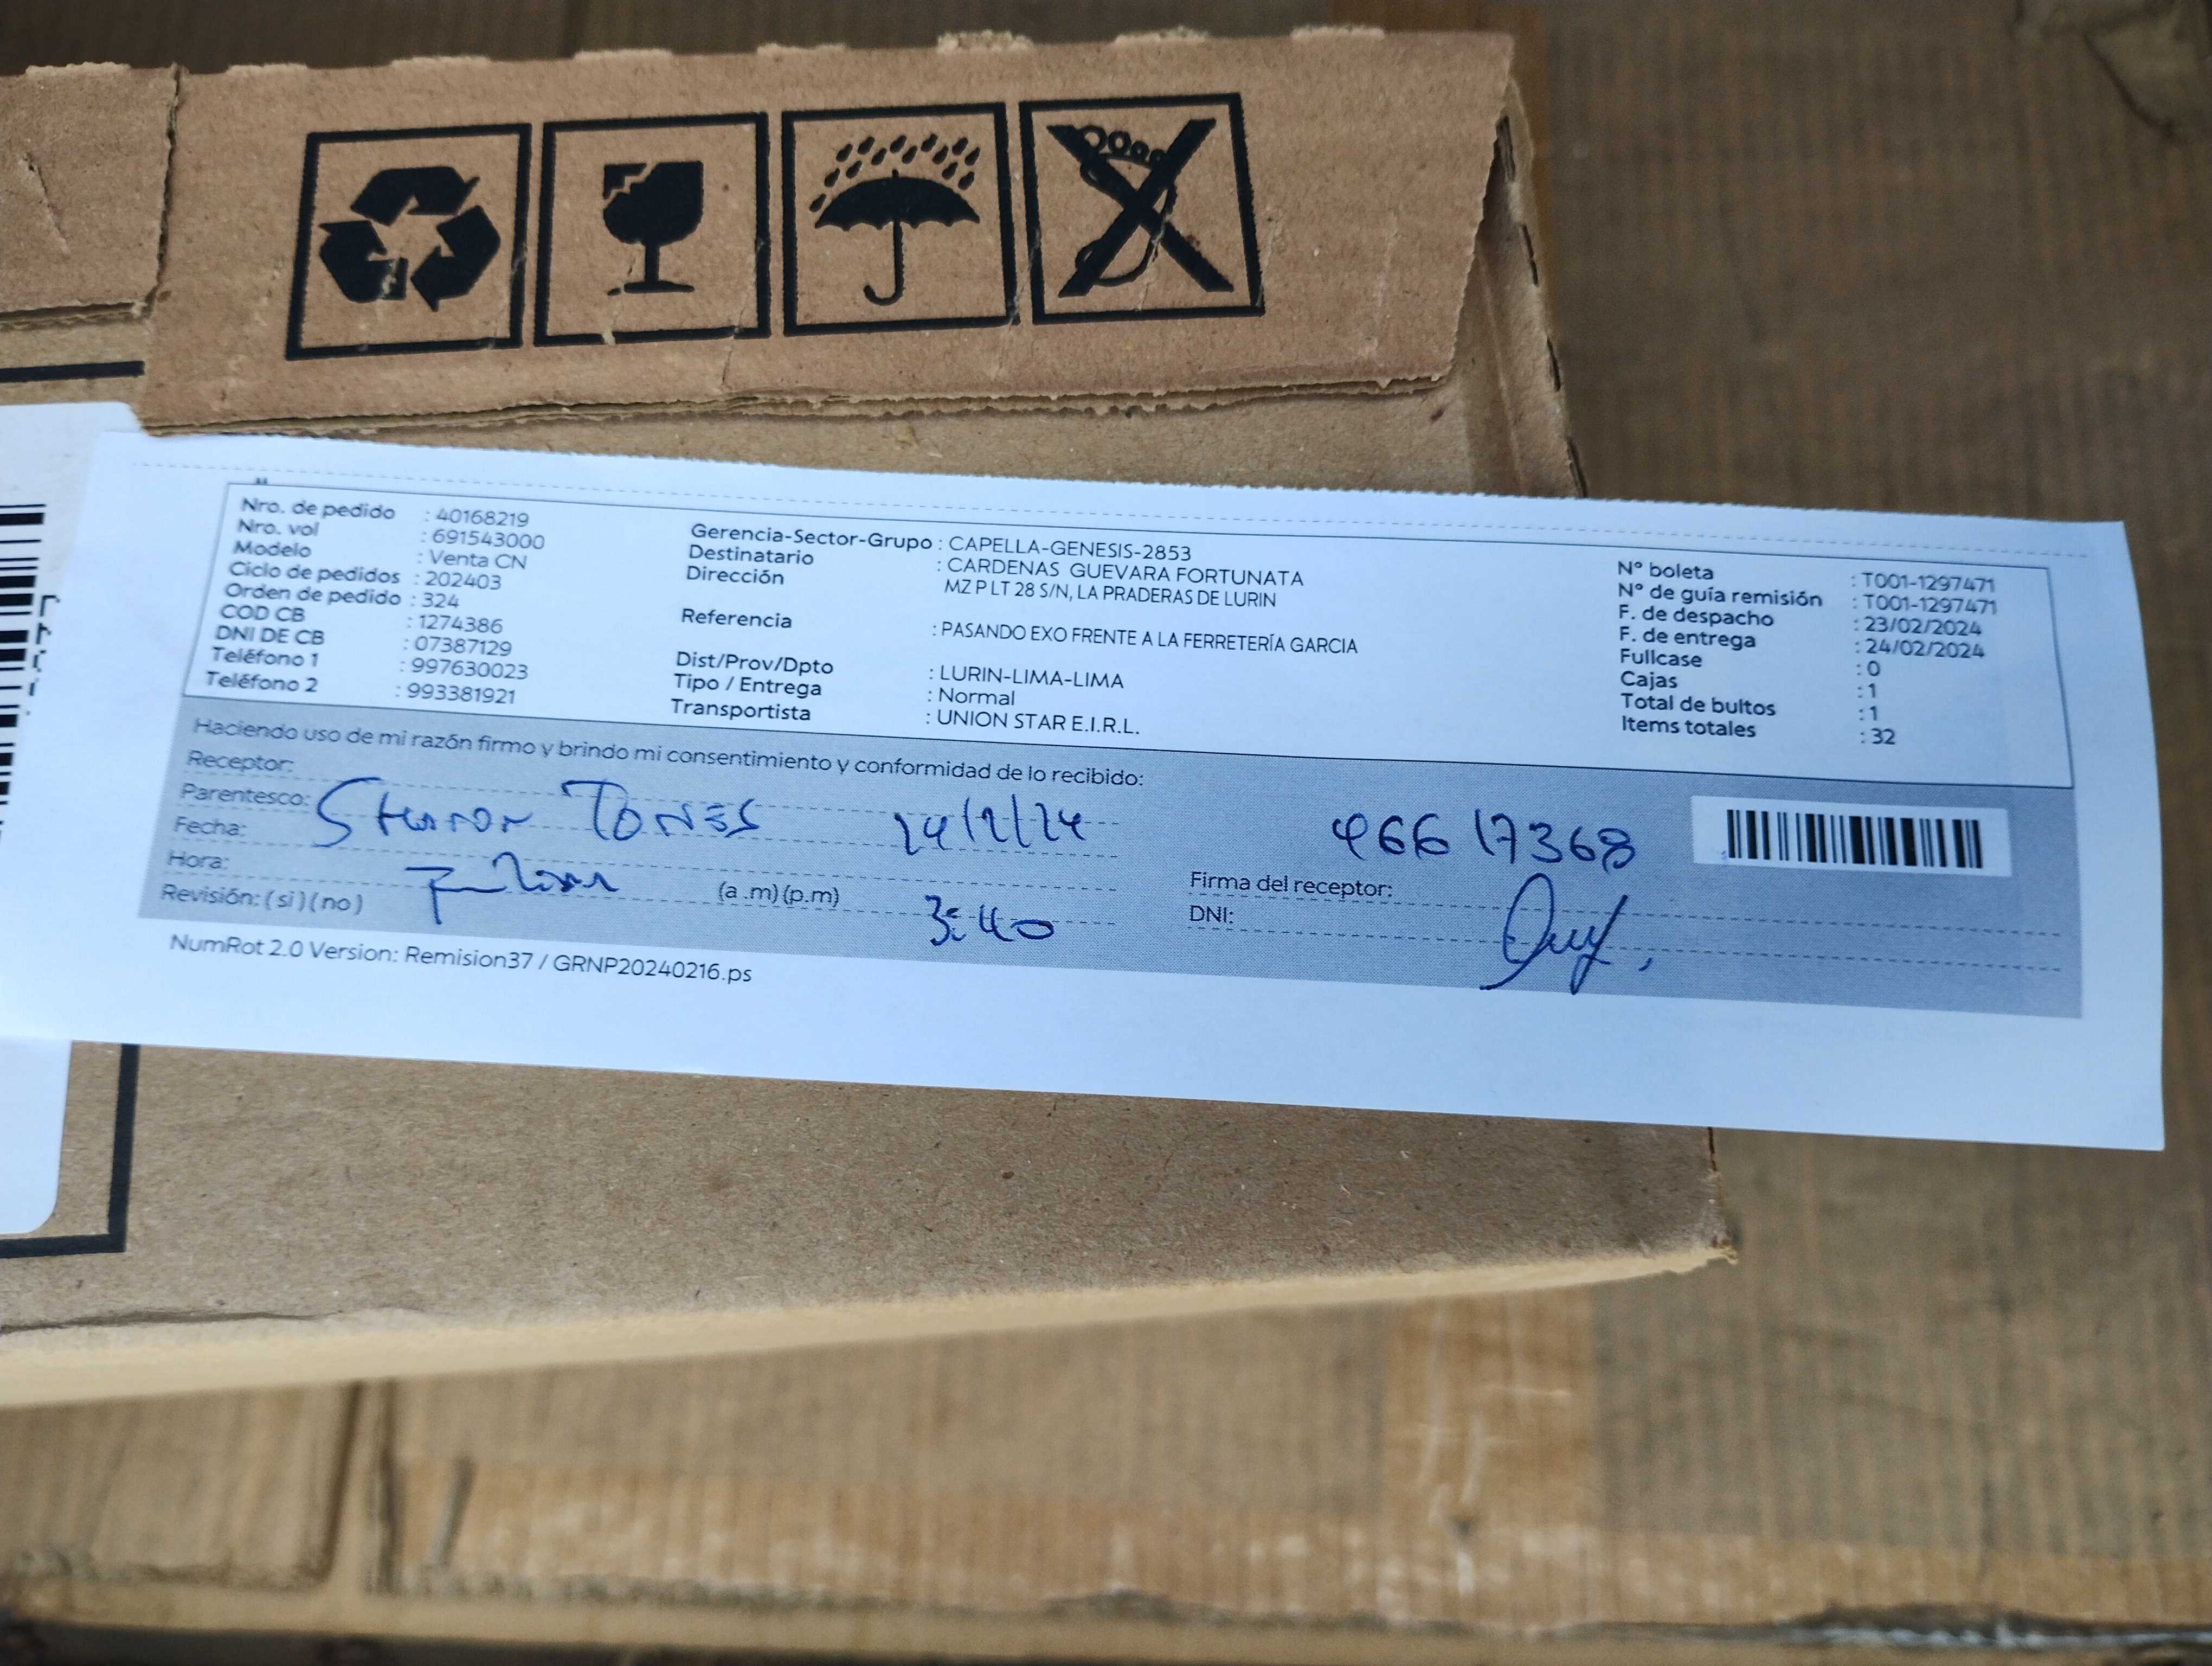 Nro. de pedido : 40168219
Nro. vol : 691543000
Modelo : Venta CN
Ciclo de pedidos : 202403
Orden de pedido : 324
COD CB : 1274386
DNI DE CB : 07387129
Teléfono 1 : 997630023
Teléfono 2 : 993381921
Gerencia-Sector-Grupo : CAPELLA-GENESIS-2853
Destinatario : CARDENAS GUEVARA FORTUNATA
Dirección MZ P LT 28 S/N, LA PRADERAS DE LURIN
Referencia : PASANDO EXO FRENTE A LA FERRETERÍA GARCIA
Dist/Prov/Dpto : LURIN-LIMA-LIMA
Tipo / Entrega : Normal
Transportista : UNION STAR E.I.R.L.
Nº boleta : T001-1297471
Nº de guía remisión : T001-1297471
F. de despacho : 23/02/2024
F. de entrega : 24/02/2024
Fullcase : 0
Cajas : 1
Total de bultos : 1
Items totales : 32
Haciendo uso de mi razón firmo y brindo mi consentimiento y conformidad de lo recibido:
Receptor:
Parentesco: Torres 24/2/24 46617368
Fecha:
Hora: (a.m)(p.m) 3:40
Revisión: (si)(no)
Firma del receptor:
DNI:
NumRot 2.0 Version: Remision37 / GRNP20240216.ps